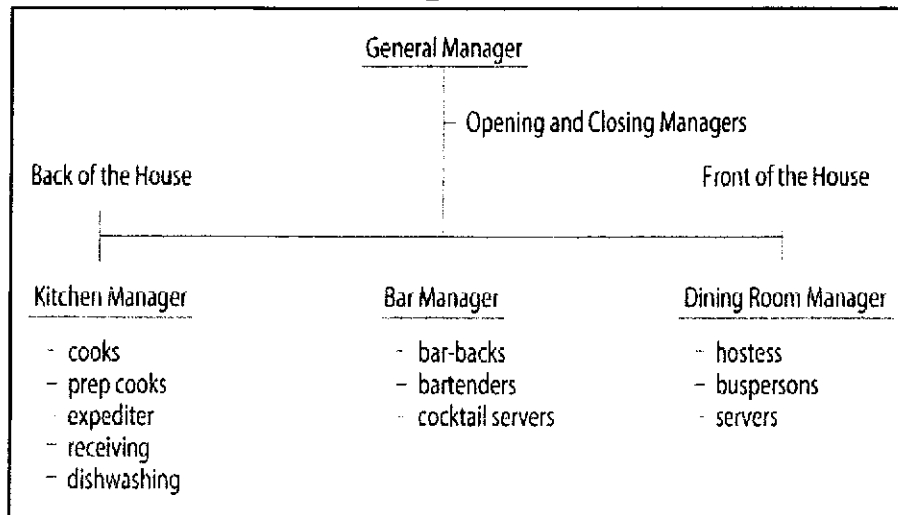 General Manager
– Opening and Closing Managers
Back of the House
Front of the House
Kitchen Manager
- cooks
– prep cooks
- expediter
– receiving
– dishwashing
Bar Manager
- bar-backs
– bartenders
- cocktail servers
Dining Room Manager
– hostess
– buspersons
- servers